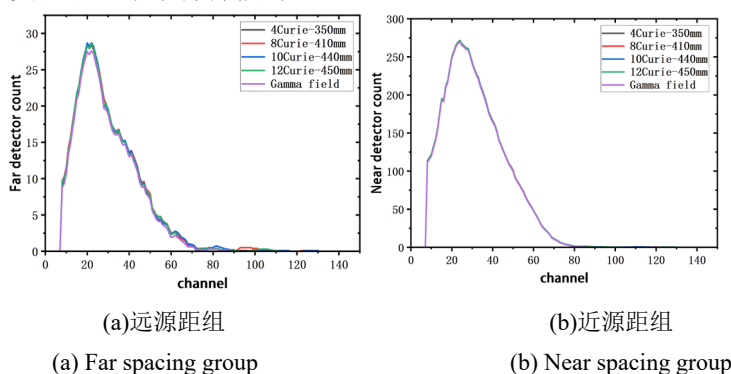 Far detector count
30
25
20
15
10
5
0
4Curie-350mm
8Curie-410mm
10Curie-440mm
12Curie-450mm
Gamma field
0 20 40 60 80 100 120 140
channel
Near detector count
300
250
200
150
100
50
0
4Curie-350mm
8Curie-410mm
10Curie-440mm
12Curie-450mm
Gamma field
0 20 40 60 80 100 120 140
channel
(a)远源距组
(b)近源距组
(a) Far spacing group
(b) Near spacing group